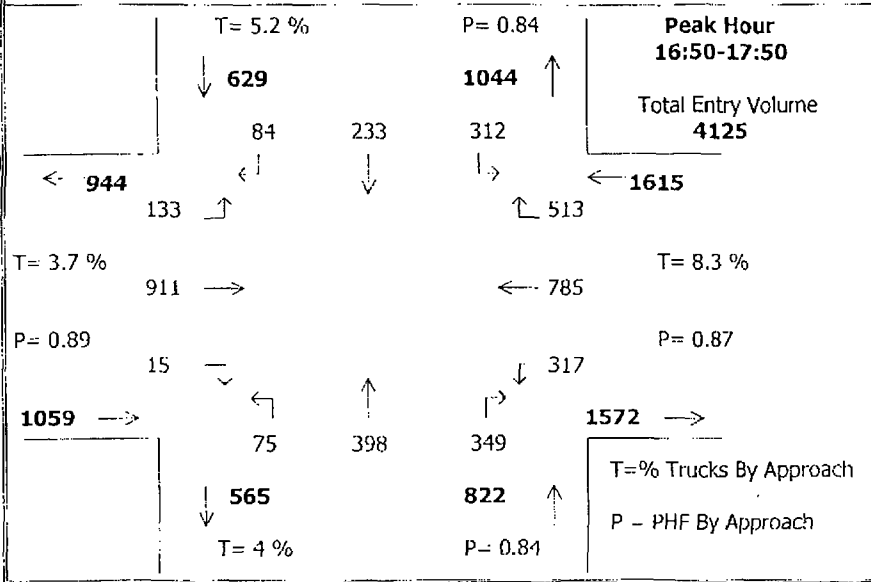 T= 5.2 %
P= 0.84
Peak Hour
16:50-17:50
629
1044
Total Entry Volume
4125
84 233 312
944
1615
133
513
T= 3.7 %
T= 8.3 %
911
785
P= 0.89
P= 0.87
15
317
1059
1572
75 398 349
T=% Trucks By Approach
565
822
P - PHF By Approach
T= 4 %
P= 0.84